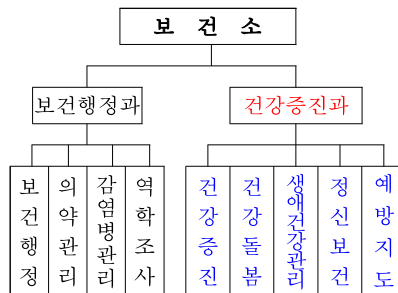 보 건 소
보건행정과
건강증진과
보건행정
의약관리
감염병관리
역학조사
건강증진
건강돌봄
생애건강관리
정신보건
예방지도